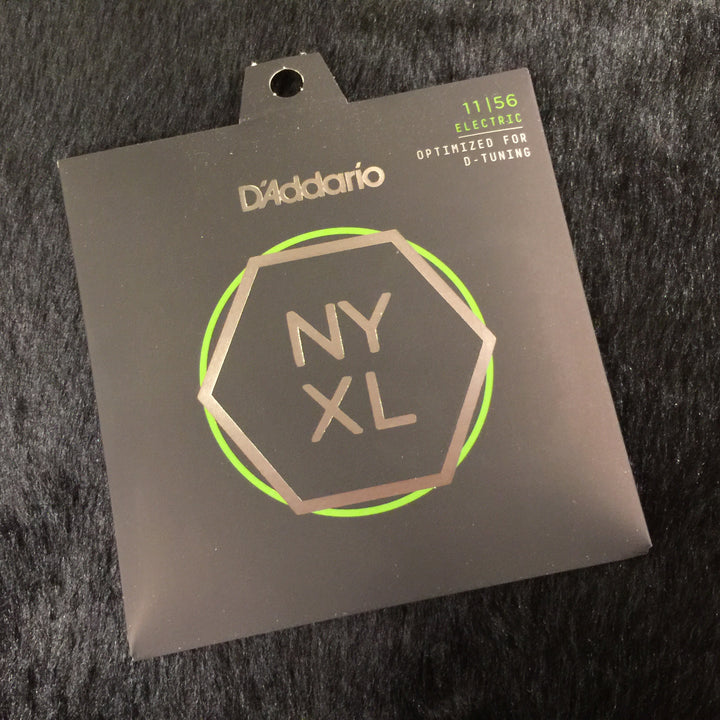 11|56
ELECTRIC
OPTIMIZED FOR
D-TUNING
D'Addario
NY
XL